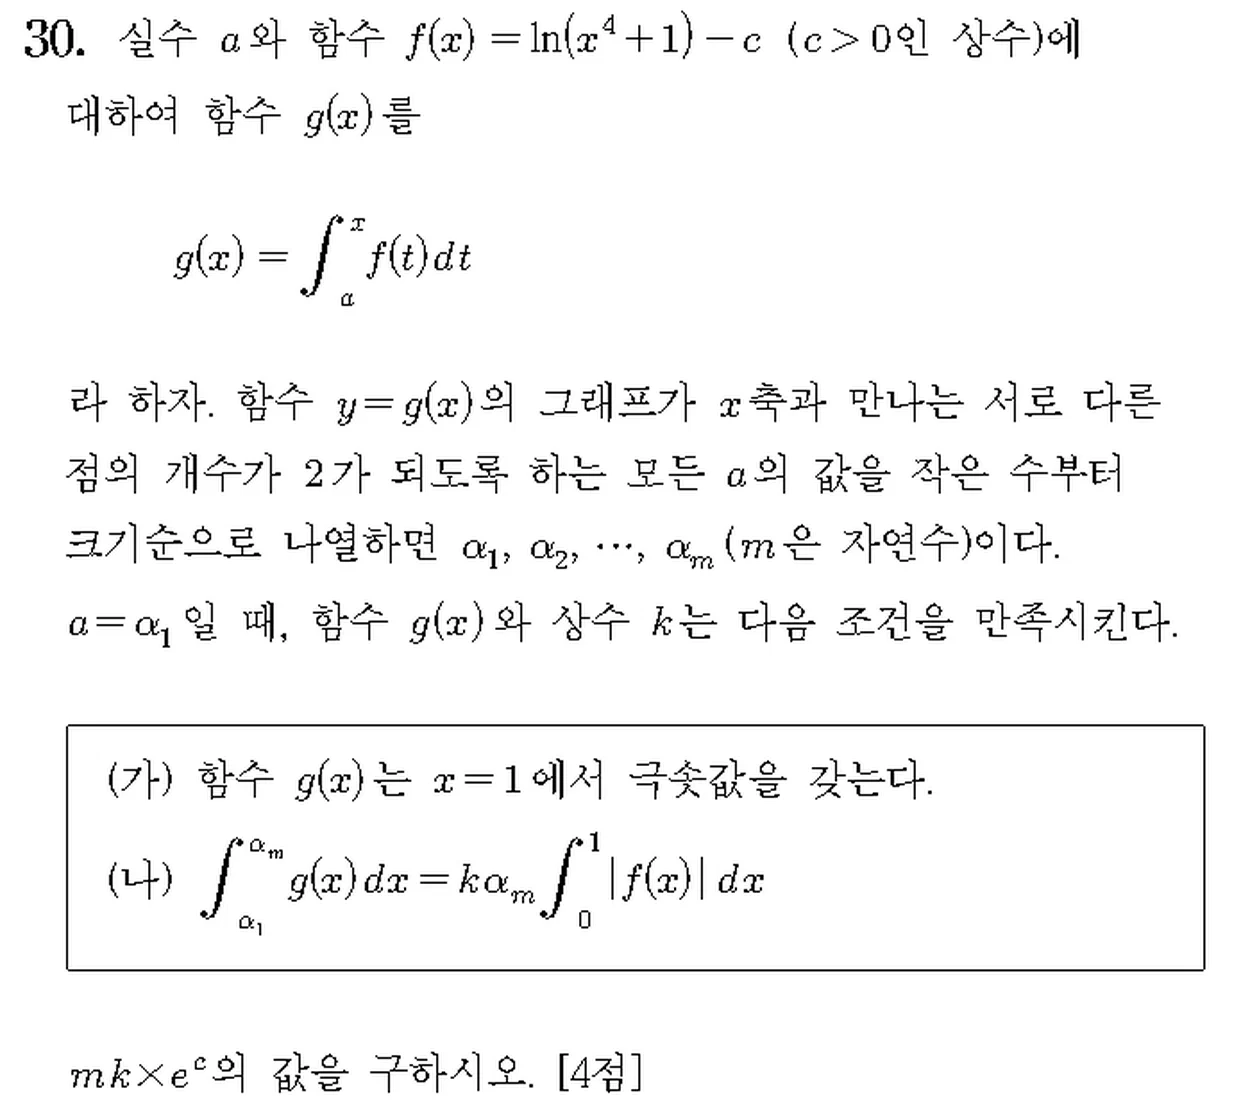 30. 실수 a와 함수 f(x) = ln(x⁴+1) − c (c > 0인 상수)에
대하여 함수 g(x)를
g(x) = ∫ₐˣ f(t)dt
라 하자. 함수 y = g(x)의 그래프가 x축과 만나는 서로 다른
점의 개수가 2가 되도록 하는 모든 a의 값을 작은 수부터
크기순으로 나열하면 α₁, α₂, ⋯, αₘ (m은 자연수)이다.
a = α₁일 때, 함수 g(x)와 상수 k는 다음 조건을 만족시킨다.
(가) 함수 g(x)는 x = 1에서 극솟값을 갖는다.
(나) ∫_{α₁}^{αₘ} g(x)dx = kαₘ ∫₀¹ |f(x)| dx
mk × eᶜ의 값을 구하시오. [4점]